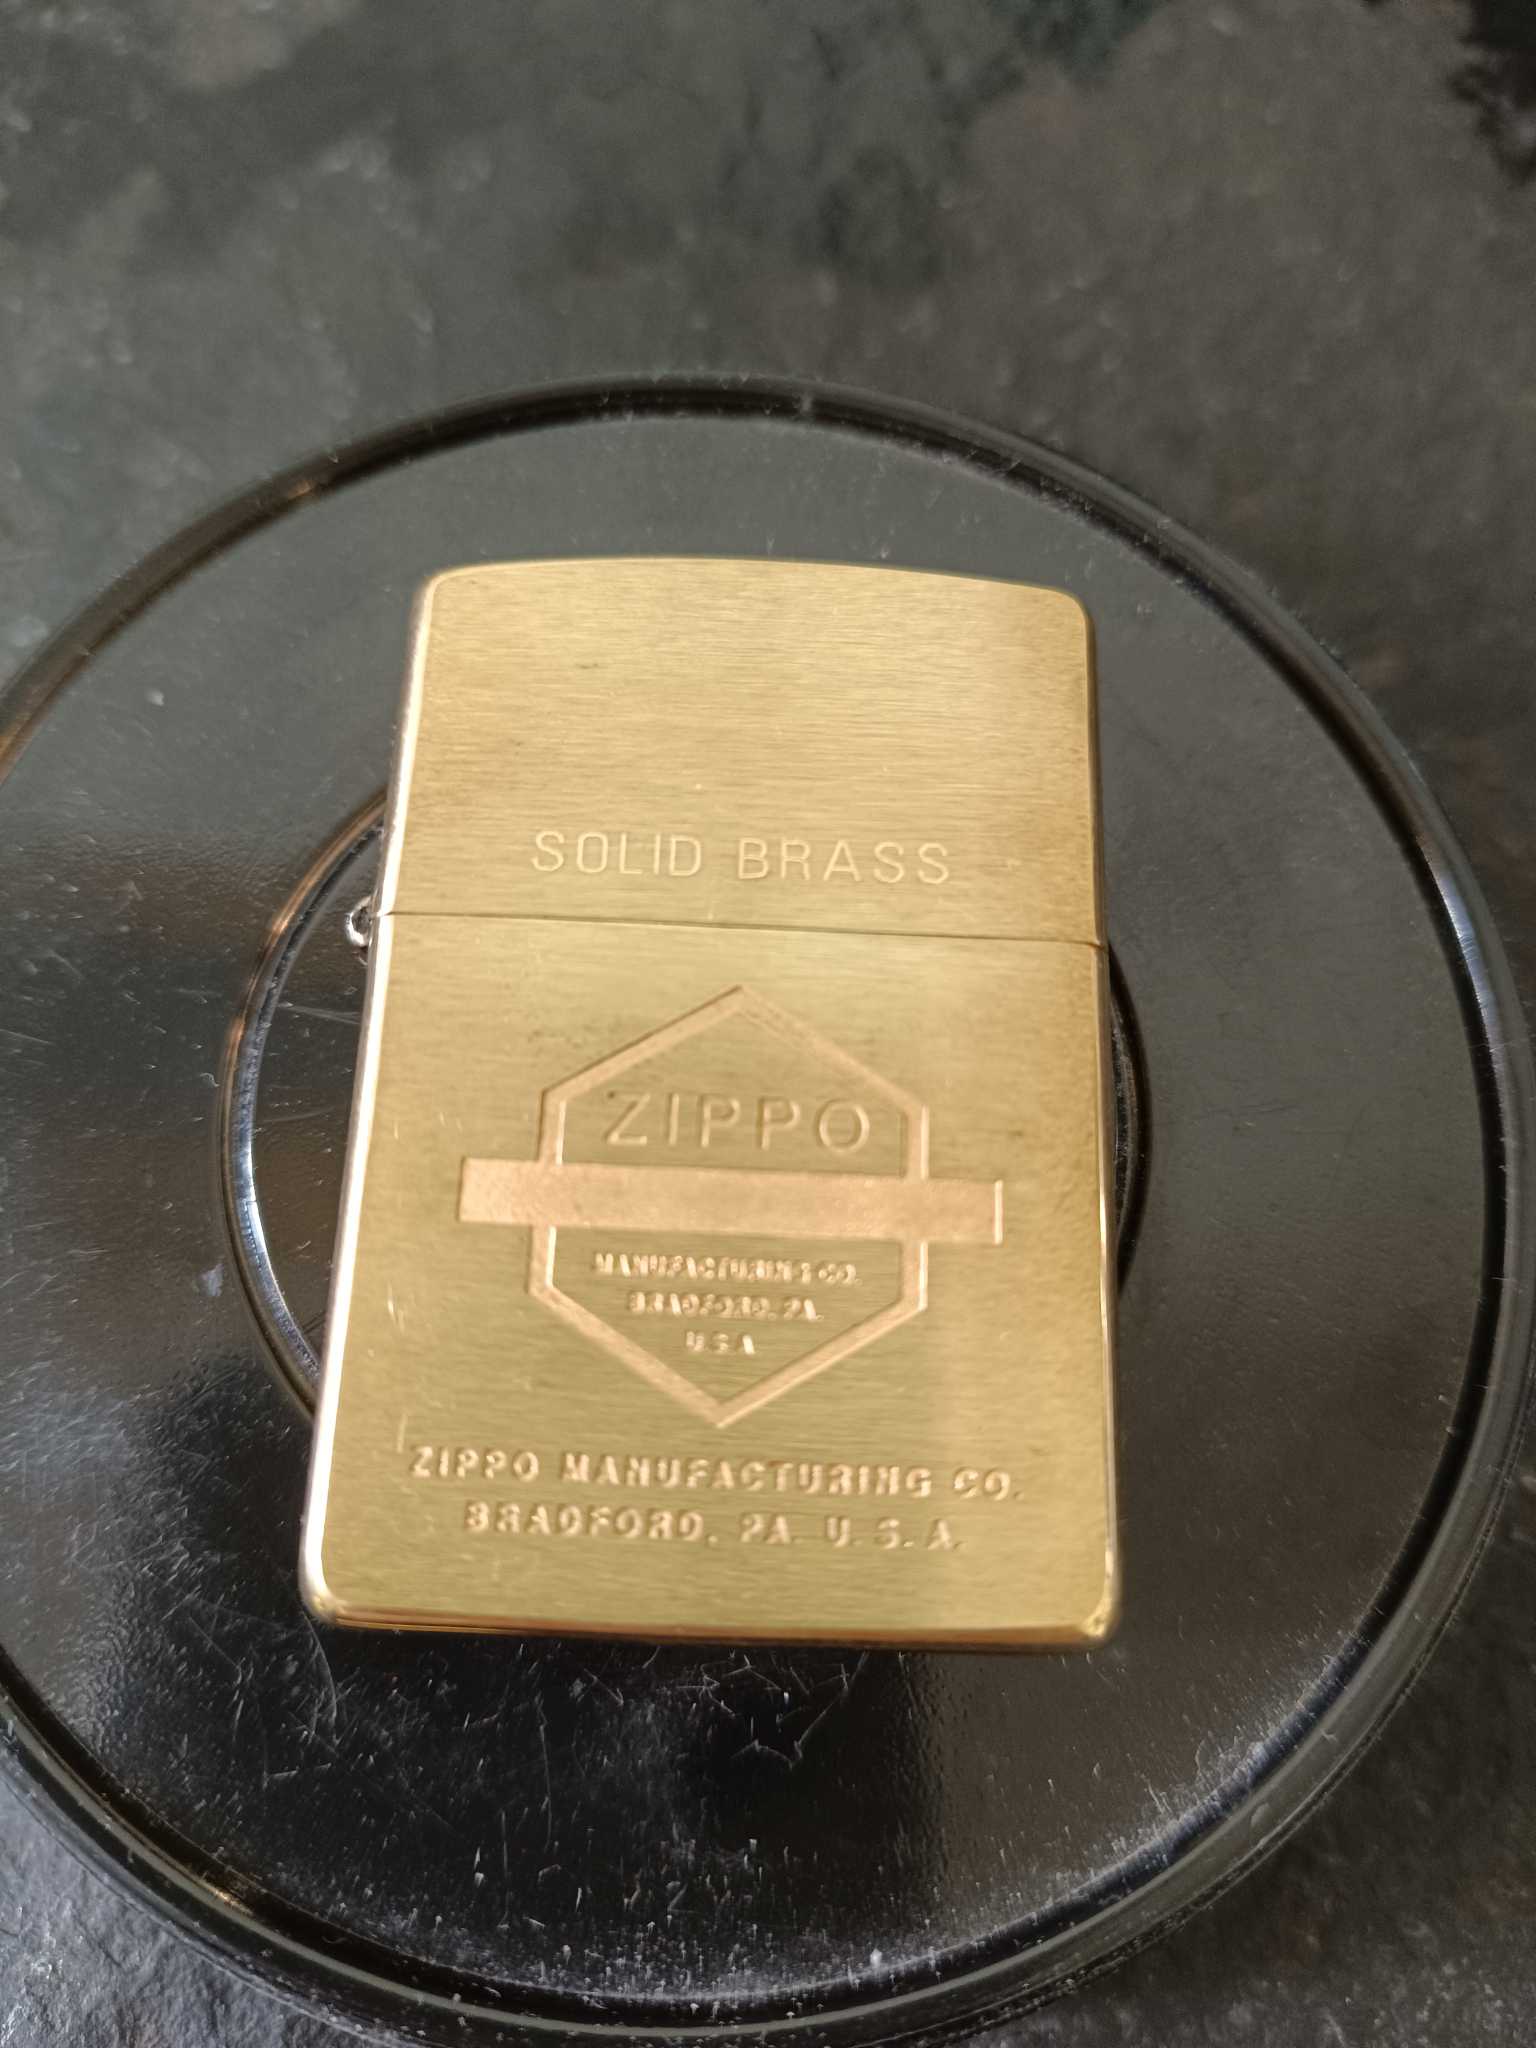 SOLID BRASS
ZIPPO
MANUFACTURING CO.
BRADFORD, PA.
U S A
ZIPPO MANUFACTURING CO.
BRADFORD, PA. U. S. A.